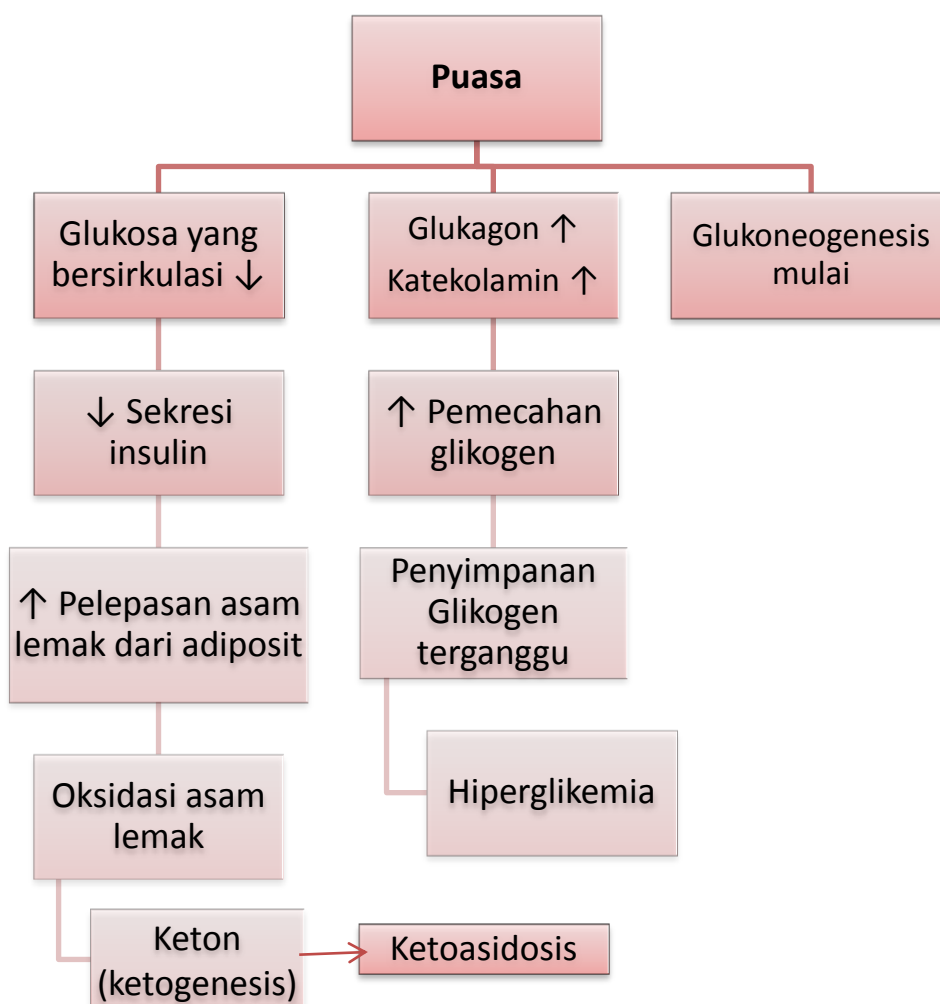 Puasa
Glukosa yang
bersirkulasi ↓
Glukagon ↑
Katekolamin ↑
Glukoneogenesis
mulai
↓ Sekresi
insulin
↑ Pemecahan
glikogen
↑ Pelepasan asam
lemak dari adiposit
Penyimpanan
Glikogen
terganggu
Oksidasi asam
lemak
Hiperglikemia
Keton
(ketogenesis)
Ketoasidosis